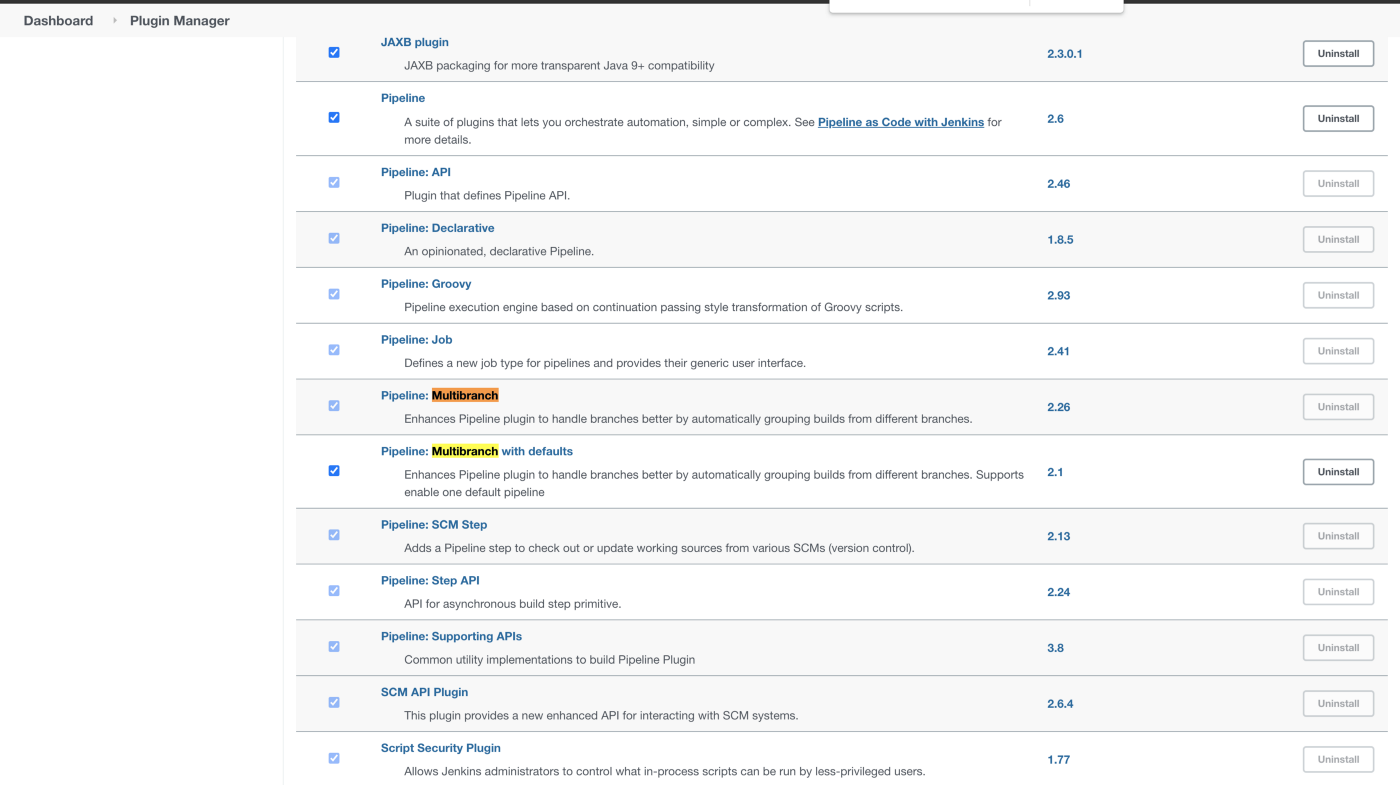 Dashboard
Plugin Manager
JAXB plugin
JAXB packaging for more transparent Java 9+ compatibility
2.3.0.1
Uninstall
Pipeline
A suite of plugins that lets you orchestrate automation, simple or complex. See Pipeline as Code with Jenkins for
more details.
2.6
Uninstall
Pipeline: API
Plugin that defines Pipeline API.
2.46
Uninstall
Pipeline: Declarative
An opinionated, declarative Pipeline.
1.8.5
Uninstall
Pipeline: Groovy
Pipeline execution engine based on continuation passing style transformation of Groovy scripts.
2.93
Uninstall
Pipeline: Job
Defines a new job type for pipelines and provides their generic user interface.
2.41
Uninstall
Pipeline: Multibranch
Enhances Pipeline plugin to handle branches better by automatically grouping builds from different branches.
2.26
Uninstall
Pipeline: Multibranch with defaults
Enhances Pipeline plugin to handle branches better by automatically grouping builds from different branches. Supports
enable one default pipeline
2.1
Uninstall
Pipeline: SCM Step
Adds a Pipeline step to check out or update working sources from various SCMs (version control).
2.13
Uninstall
Pipeline: Step API
API for asynchronous build step primitive.
2.24
Uninstall
Pipeline: Supporting APIs
Common utility implementations to build Pipeline Plugin
3.8
Uninstall
SCM API Plugin
This plugin provides a new enhanced API for interacting with SCM systems.
2.6.4
Uninstall
Script Security Plugin
Allows Jenkins administrators to control what in-process scripts can be run by less-privileged users.
1.77
Uninstall